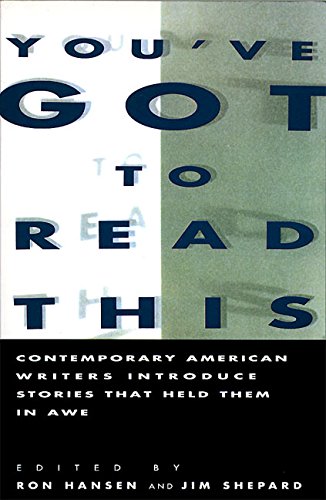 YOU'VE
GOT
TO
READ
THIS
CONTEMPORARY AMERICAN
WRITERS INTRODUCE
STORIES THAT HELD THEM
IN AWE
EDITED BY
RON HANSEN AND JIM SHEPARD